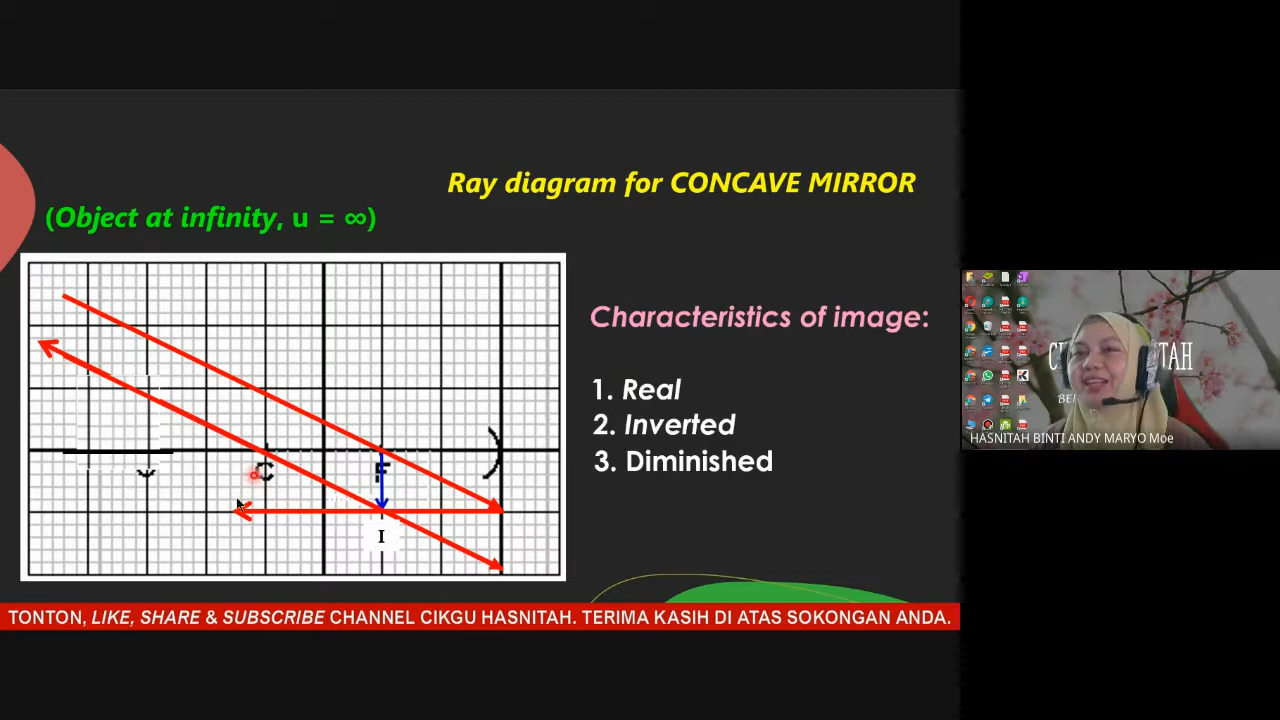 Ray diagram for CONCAVE MIRROR
(Object at infinity, u = ∞)
Characteristics of image:
1. Real
2. Inverted
3. Diminished
C
F
I
HASNITAH BINTI ANDY MARYO Moe
TONTON, LIKE, SHARE & SUBSCRIBE CHANNEL CIKGU HASNITAH. TERIMA KASIH DI ATAS SOKONGAN ANDA.